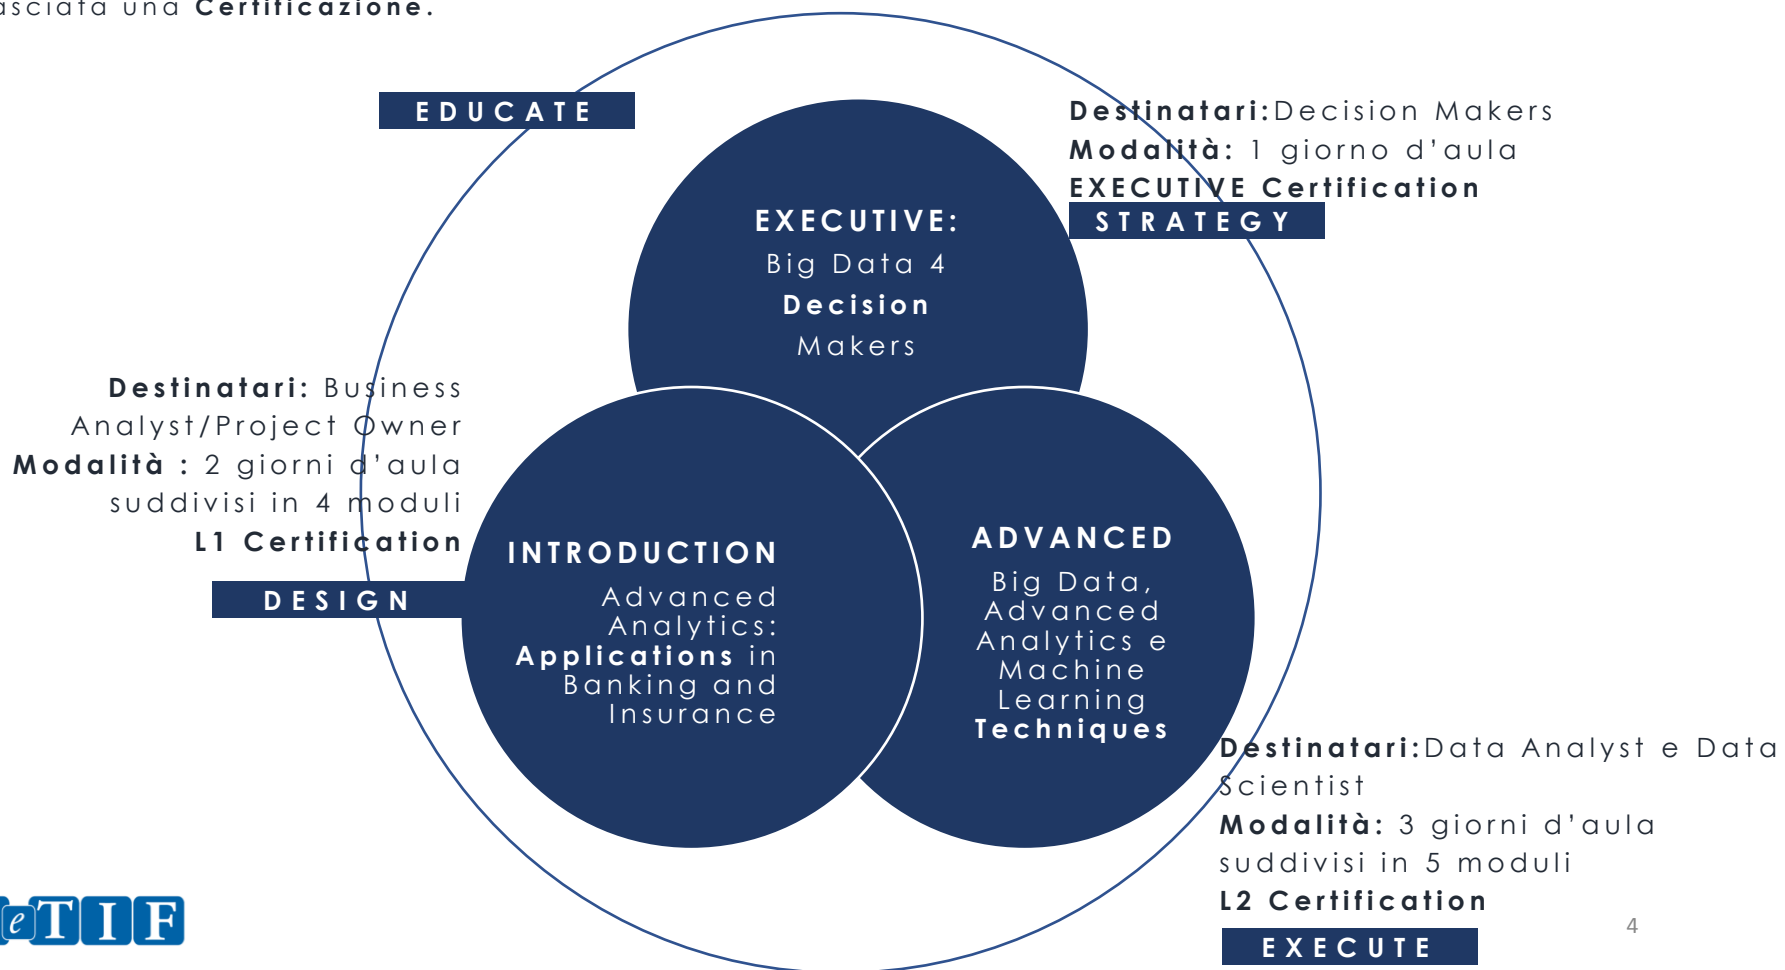 una Certificazione.
EDUCATE
Destinatari:Decision Makers
Modalità: 1 giorno d'aula
EXECUTIVE Certification
STRATEGY
EXECUTIVE:
Big Data 4
Decision
Makers
Destinatari: Business
Analyst/Project Owner
Modalità : 2 giorni d'aula
suddivisi in 4 moduli
L1 Certification
DESIGN
INTRODUCTION
Advanced
Analytics:
Applications in
Banking and
Insurance
ADVANCED
Big Data,
Advanced
Analytics e
Machine
Learning
Techniques
Destinatari:Data Analyst e Data
Scientist
Modalità: 3 giorni d'aula
suddivisi in 5 moduli
L2 Certification
EXECUTE
eTIF
4